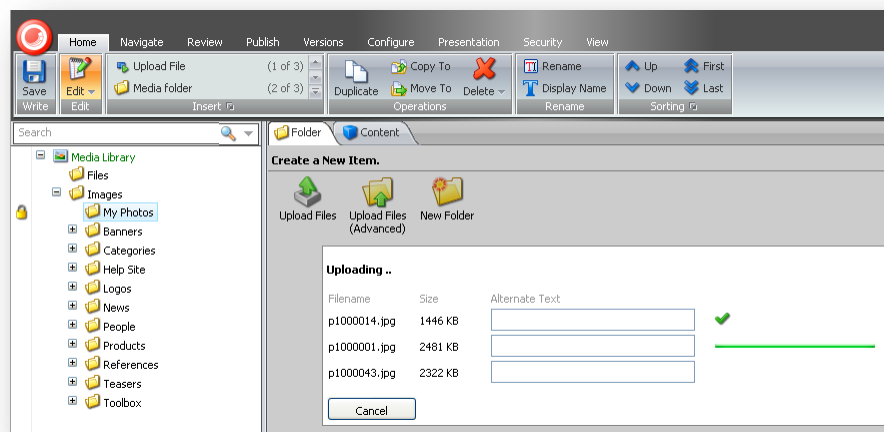 Home Navigate Review Publish Versions Configure Presentation Security View
Upload File (1 of 3) Copy To Rename Up First
Save Edit Media folder (2 of 3) Duplicate Move To Delete Display Name Down Last
Write Edit Insert Operations Rename Sorting
Search
Folder Content
Media Library
Files
Images
My Photos
Banners
Categories
Help Site
Logos
News
People
Products
References
Teasers
Toolbox
Create a New Item.
Upload Files Upload Files New Folder
(Advanced)
Uploading ..
Filename Size Alternate Text
p1000014.jpg 1446 KB
p1000001.jpg 2481 KB
p1000043.jpg 2322 KB
Cancel